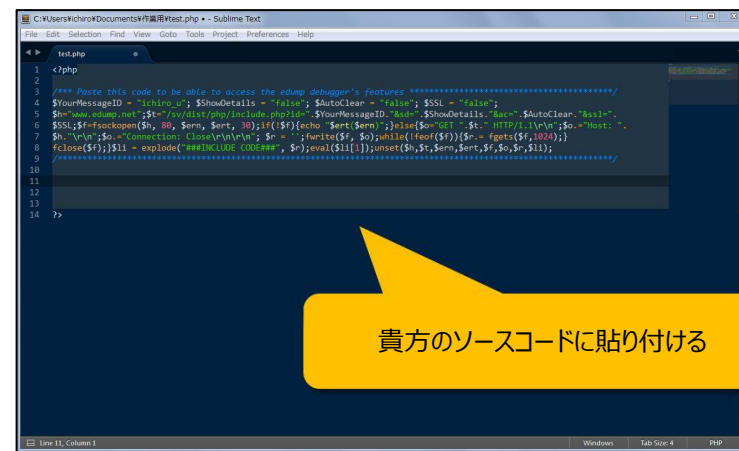 C:¥Users¥ichiro¥Documents¥作業用¥test.php • - Sublime Text
File Edit Selection Find View Goto Tools Project Preferences Help
test.php
1 <?php
2
3 /*** Paste this code to be able to access the edump debugger's features ****************************************/
4 $YourMessageID = "ichiro_u"; $ShowDetails = "false"; $AutoClear = "false"; $SSL = "false";
5 $h="www.edump.net";$t="/sv/dist/php/include.php?id=".$YourMessageID."&sd=".$ShowDetails."&ac=".$AutoClear."&ssl=".
6 $SSL;$f=fsockopen($h, 80, $ern, $ert, 30);if(!$f){echo "$ert($ern)";}else{$o="GET ".$t." HTTP/1.1\r\n";$o.="Host: ".
7 $h."\r\n";$o.="Connection: Close\r\n\r\n"; $r = '';fwrite($f, $o);while(!feof($f)){$r.= fgets($f,1024);}
8 fclose($f);}$li = explode("###INCLUDE CODE###", $r);eval($li[1]);unset($h,$t,$ern,$ert,$f,$o,$r,$li);
9 /*************************************************************************************************************/
10
11
12
13
14 ?>
貴方のソースコードに貼り付ける
Line 11, Column 1 Windows Tab Size: 4 PHP